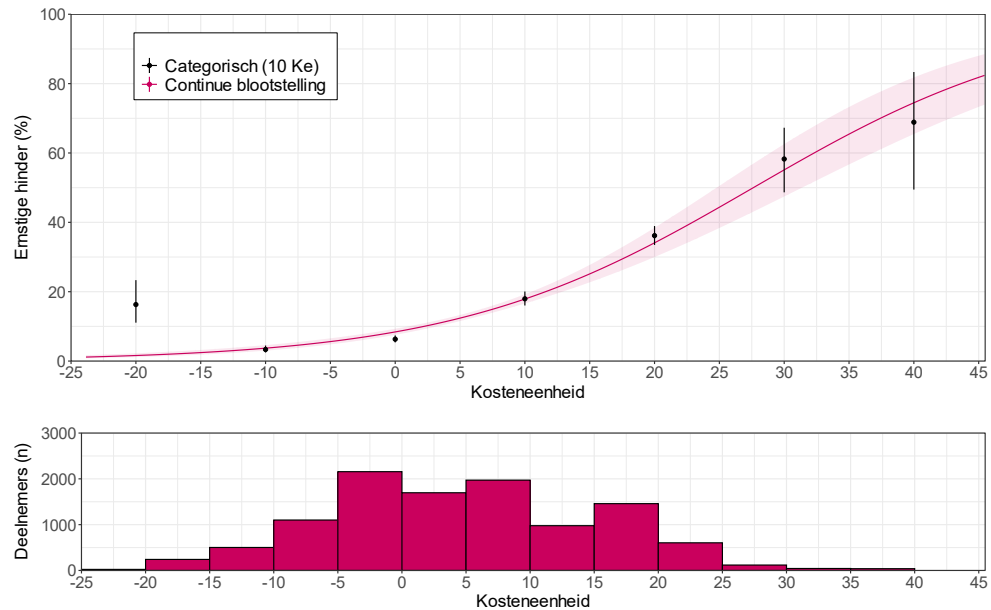 100
80
60
40
20
0
Ernstige hinder (%)
Categorisch (10 Ke)
Continue blootstelling
-25 -20 -15 -10 -5 0 5 10 15 20 25 30 35 40 45
Kosteneenheid
3000
2000
1000
0
Deelnemers (n)
-25 -20 -15 -10 -5 0 5 10 15 20 25 30 35 40 45
Kosteneenheid